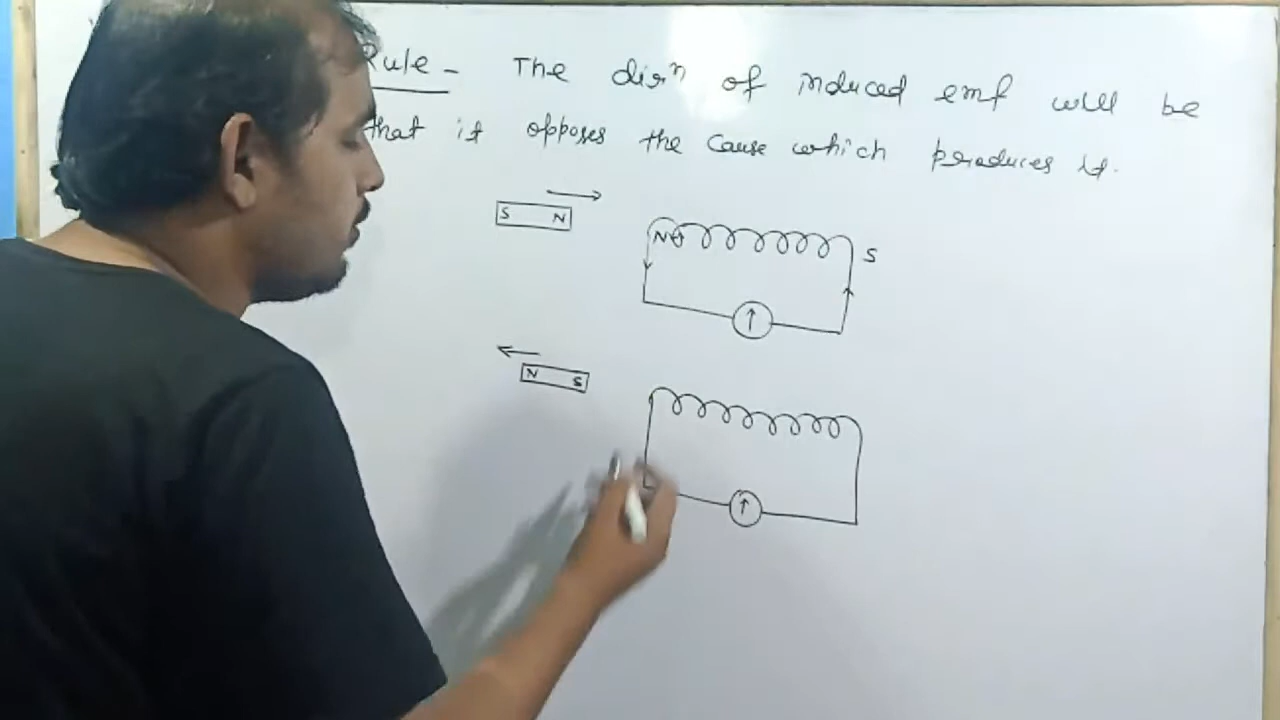 Rule - The dirⁿ of induced emf will be
that it opposes the cause which produces it.
S N
N S
N S